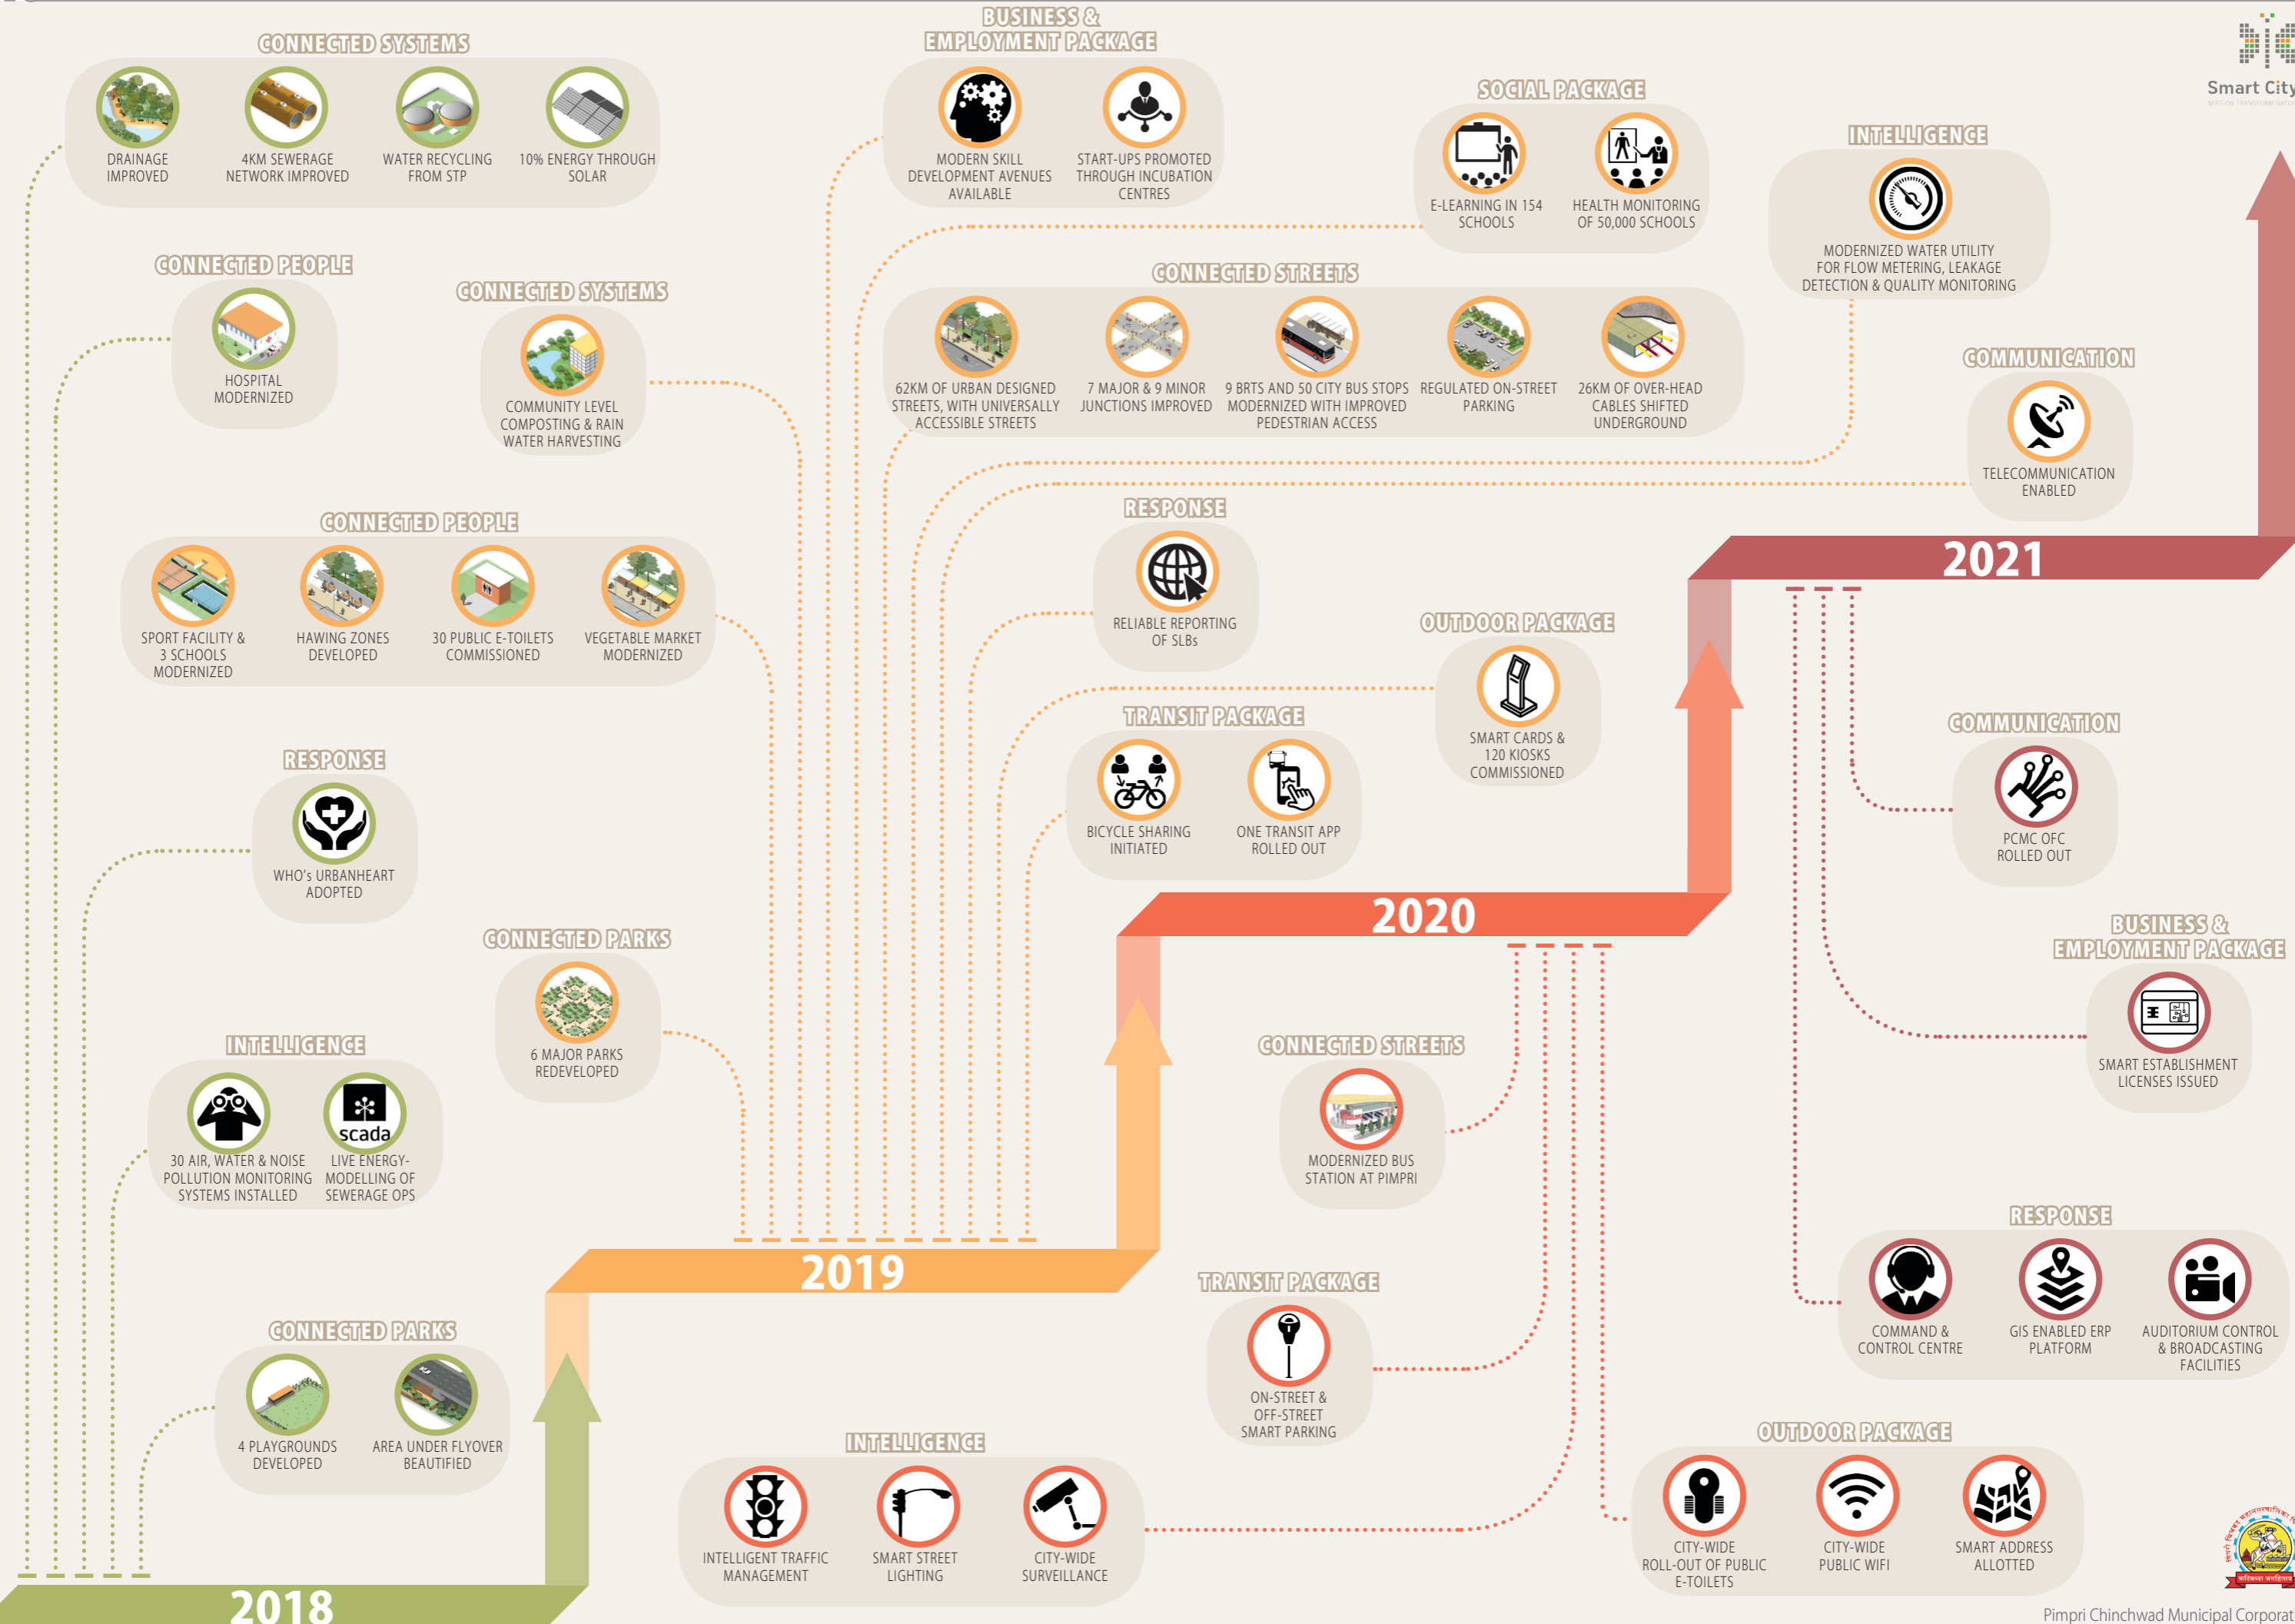 CONNECTED SYSTEMS
DRAINAGE
IMPROVED
4KM SEWERAGE
NETWORK IMPROVED
WATER RECYCLING
FROM STP
10% ENERGY THROUGH
SOLAR
BUSINESS &
EMPLOYMENT PACKAGE
MODERN SKILL
DEVELOPMENT AVENUES
AVAILABLE
START-UPS PROMOTED
THROUGH INCUBATION
CENTRES
SOCIAL PACKAGE
E-LEARNING IN 154
SCHOOLS
HEALTH MONITORING
OF 50,000 SCHOOLS
Smart City
INTELLIGENCE
MODERNIZED WATER UTILITY
FOR FLOW METERING, LEAKAGE
DETECTION & QUALITY MONITORING
CONNECTED PEOPLE
HOSPITAL
MODERNIZED
CONNECTED SYSTEMS
COMMUNITY LEVEL
COMPOSTING & RAIN
WATER HARVESTING
CONNECTED STREETS
62KM OF URBAN DESIGNED
STREETS, WITH UNIVERSALLY
ACCESSIBLE STREETS
7 MAJOR & 9 MINOR
JUNCTIONS IMPROVED
9 BRTS AND 50 CITY BUS STOPS
MODERNIZED WITH IMPROVED
PEDESTRIAN ACCESS
REGULATED ON-STREET
PARKING
26KM OF OVER-HEAD
CABLES SHIFTED
UNDERGROUND
COMMUNICATION
TELECOMMUNICATION
ENABLED
CONNECTED PEOPLE
SPORT FACILITY &
3 SCHOOLS
MODERNIZED
HAWING ZONES
DEVELOPED
30 PUBLIC E-TOILETS
COMMISSIONED
VEGETABLE MARKET
MODERNIZED
RESPONSE
RELIABLE REPORTING
OF SLBs
2021
OUTDOOR PACKAGE
SMART CARDS &
120 KIOSKS
COMMISSIONED
TRANSIT PACKAGE
BICYCLE SHARING
INITIATED
ONE TRANSIT APP
ROLLED OUT
COMMUNICATION
PCMC OFC
ROLLED OUT
RESPONSE
WHO's URBANHEART
ADOPTED
2020
BUSINESS &
EMPLOYMENT PACKAGE
SMART ESTABLISHMENT
LICENSES ISSUED
CONNECTED PARKS
6 MAJOR PARKS
REDEVELOPED
INTELLIGENCE
30 AIR, WATER & NOISE
POLLUTION MONITORING
SYSTEMS INSTALLED
scada
LIVE ENERGY-
MODELLING OF
SEWERAGE OPS
CONNECTED STREETS
MODERNIZED BUS
STATION AT PIMPRI
RESPONSE
COMMAND &
CONTROL CENTRE
GIS ENABLED ERP
PLATFORM
AUDITORIUM CONTROL
& BROADCASTING
FACILITIES
2019
TRANSIT PACKAGE
ON-STREET &
OFF-STREET
SMART PARKING
CONNECTED PARKS
4 PLAYGROUNDS
DEVELOPED
AREA UNDER FLYOVER
BEAUTIFIED
INTELLIGENCE
INTELLIGENT TRAFFIC
MANAGEMENT
SMART STREET
LIGHTING
CITY-WIDE
SURVEILLANCE
OUTDOOR PACKAGE
CITY-WIDE
ROLL-OUT OF PUBLIC
E-TOILETS
CITY-WIDE
PUBLIC WIFI
SMART ADDRESS
ALLOTTED
2018
Pimpri Chinchwad Municipal Corporat